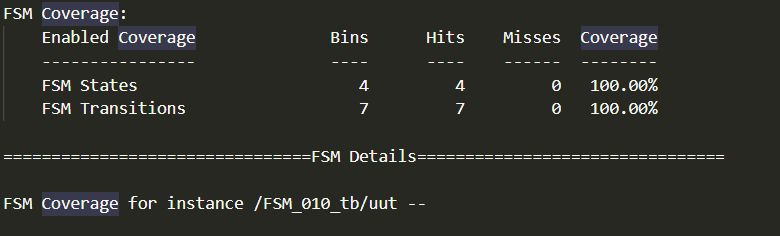 FSM Coverage:
    Enabled Coverage              Bins      Hits    Misses  Coverage
    ----------------              ----      ----    ------  --------
    FSM States                       4         4         0   100.00%
    FSM Transitions                  7         7         0   100.00%
================================FSM Details================================
FSM Coverage for instance /FSM_010_tb/uut --